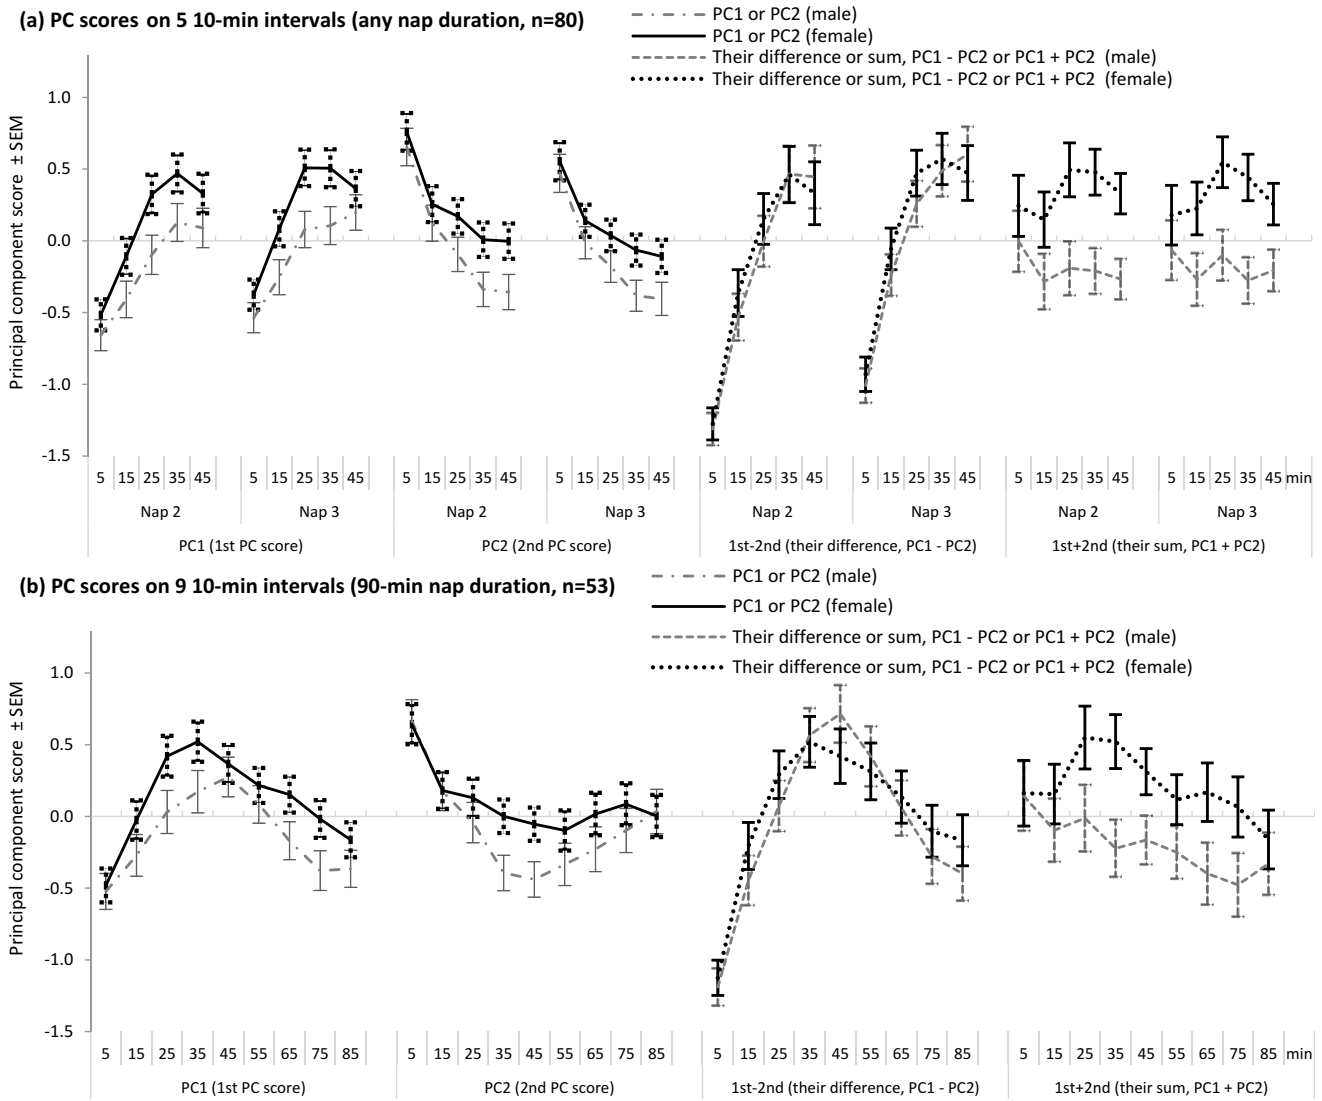 (a) PC scores on 5 10-min intervals (any nap duration, n=80)
PC1 or PC2 (male)
PC1 or PC2 (female)
Their difference or sum, PC1 - PC2 or PC1 + PC2 (male)
Their difference or sum, PC1 - PC2 or PC1 + PC2 (female)
Principal component score ± SEM
1.0
0.5
0.0
-0.5
-1.0
-1.5
5 15 25 35 45 5 15 25 35 45 5 15 25 35 45 5 15 25 35 45 5 15 25 35 45 5 15 25 35 45 5 15 25 35 45 5 15 25 35 45 min
Nap 2 Nap 3 Nap 2 Nap 3 Nap 2 Nap 3 Nap 2 Nap 3
PC1 (1st PC score) PC2 (2nd PC score) 1st-2nd (their difference, PC1 - PC2) 1st+2nd (their sum, PC1 + PC2)
(b) PC scores on 9 10-min intervals (90-min nap duration, n=53)
PC1 or PC2 (male)
PC1 or PC2 (female)
Their difference or sum, PC1 - PC2 or PC1 + PC2 (male)
Their difference or sum, PC1 - PC2 or PC1 + PC2 (female)
Principal component score ± SEM
1.0
0.5
0.0
-0.5
-1.0
-1.5
5 15 25 35 45 55 65 75 85 5 15 25 35 45 55 65 75 85 5 15 25 35 45 55 65 75 85 5 15 25 35 45 55 65 75 85 min
PC1 (1st PC score) PC2 (2nd PC score) 1st-2nd (their difference, PC1 - PC2) 1st+2nd (their sum, PC1 + PC2)